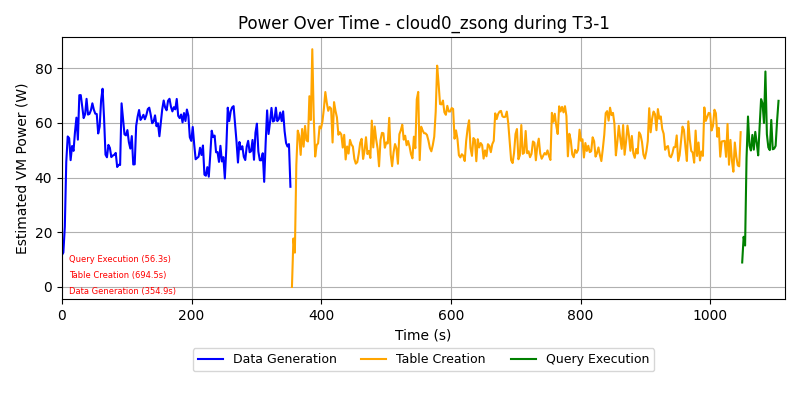 Power Over Time - cloud0_zsong during T3-1
Estimated VM Power (W)
80
60
40
20
0
Query Execution (56.3s)
Table Creation (694.5s)
Data Generation (354.9s)
0 200 400 600 800 1000
Time (s)
Data Generation Table Creation Query Execution